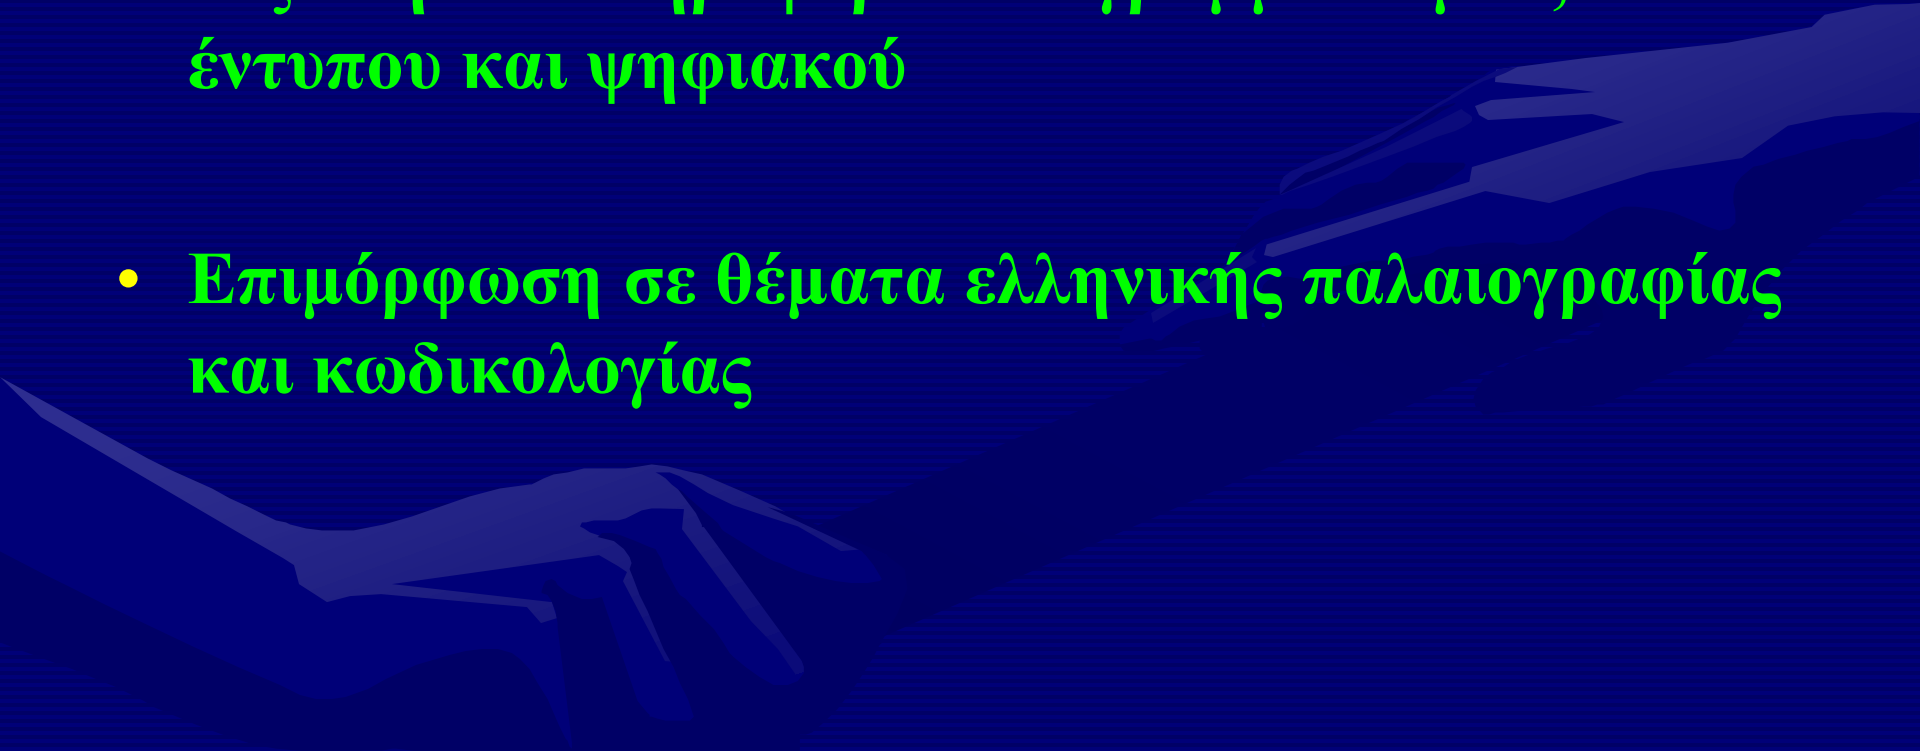 έντυπου και ψηφιακού
• Επιμόρφωση σε θέματα ελληνικής παλαιογραφίας
και κωδικολογίας